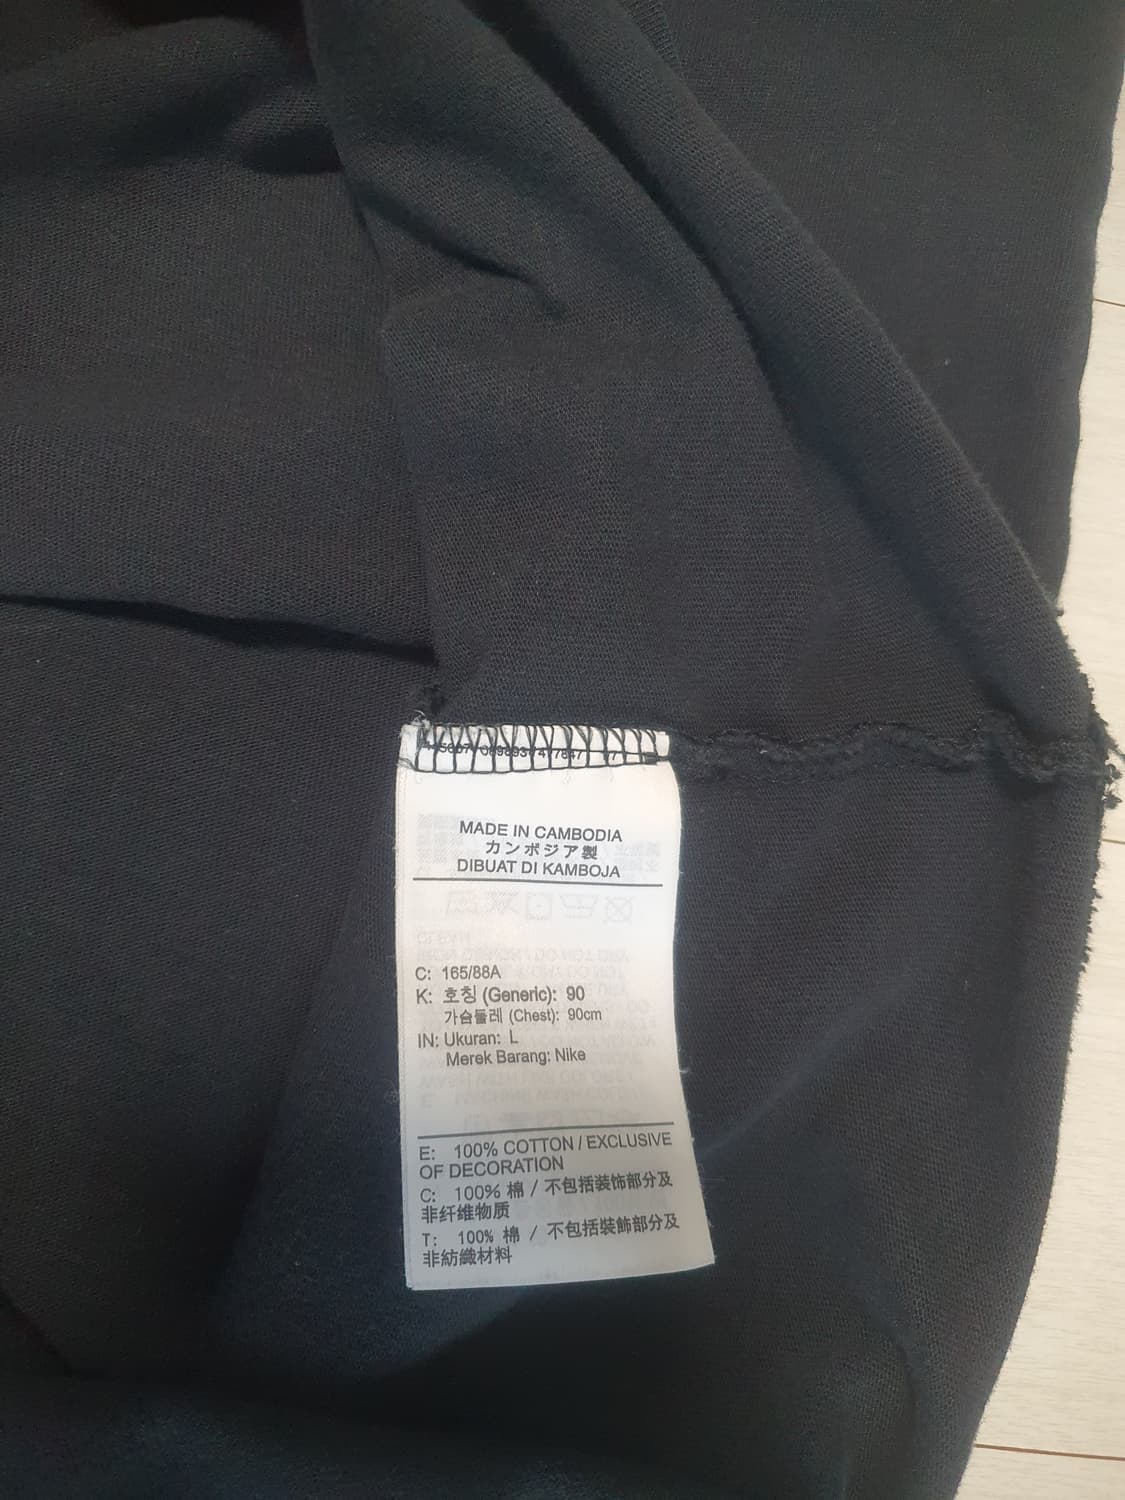 MADE IN CAMBODIA
カンボジア製
DIBUAT DI KAMBOJA
C: 165/88A
K: 호칭 (Generic): 90
가슴둘레 (Chest): 90cm
IN: Ukuran: L
Merek Barang: Nike
E: 100% COTTON / EXCLUSIVE
OF DECORATION
C: 100% 棉 / 不包括装饰部分及
非纤维物质
T: 100% 棉 / 不包括裝飾部分及
非紡織材料